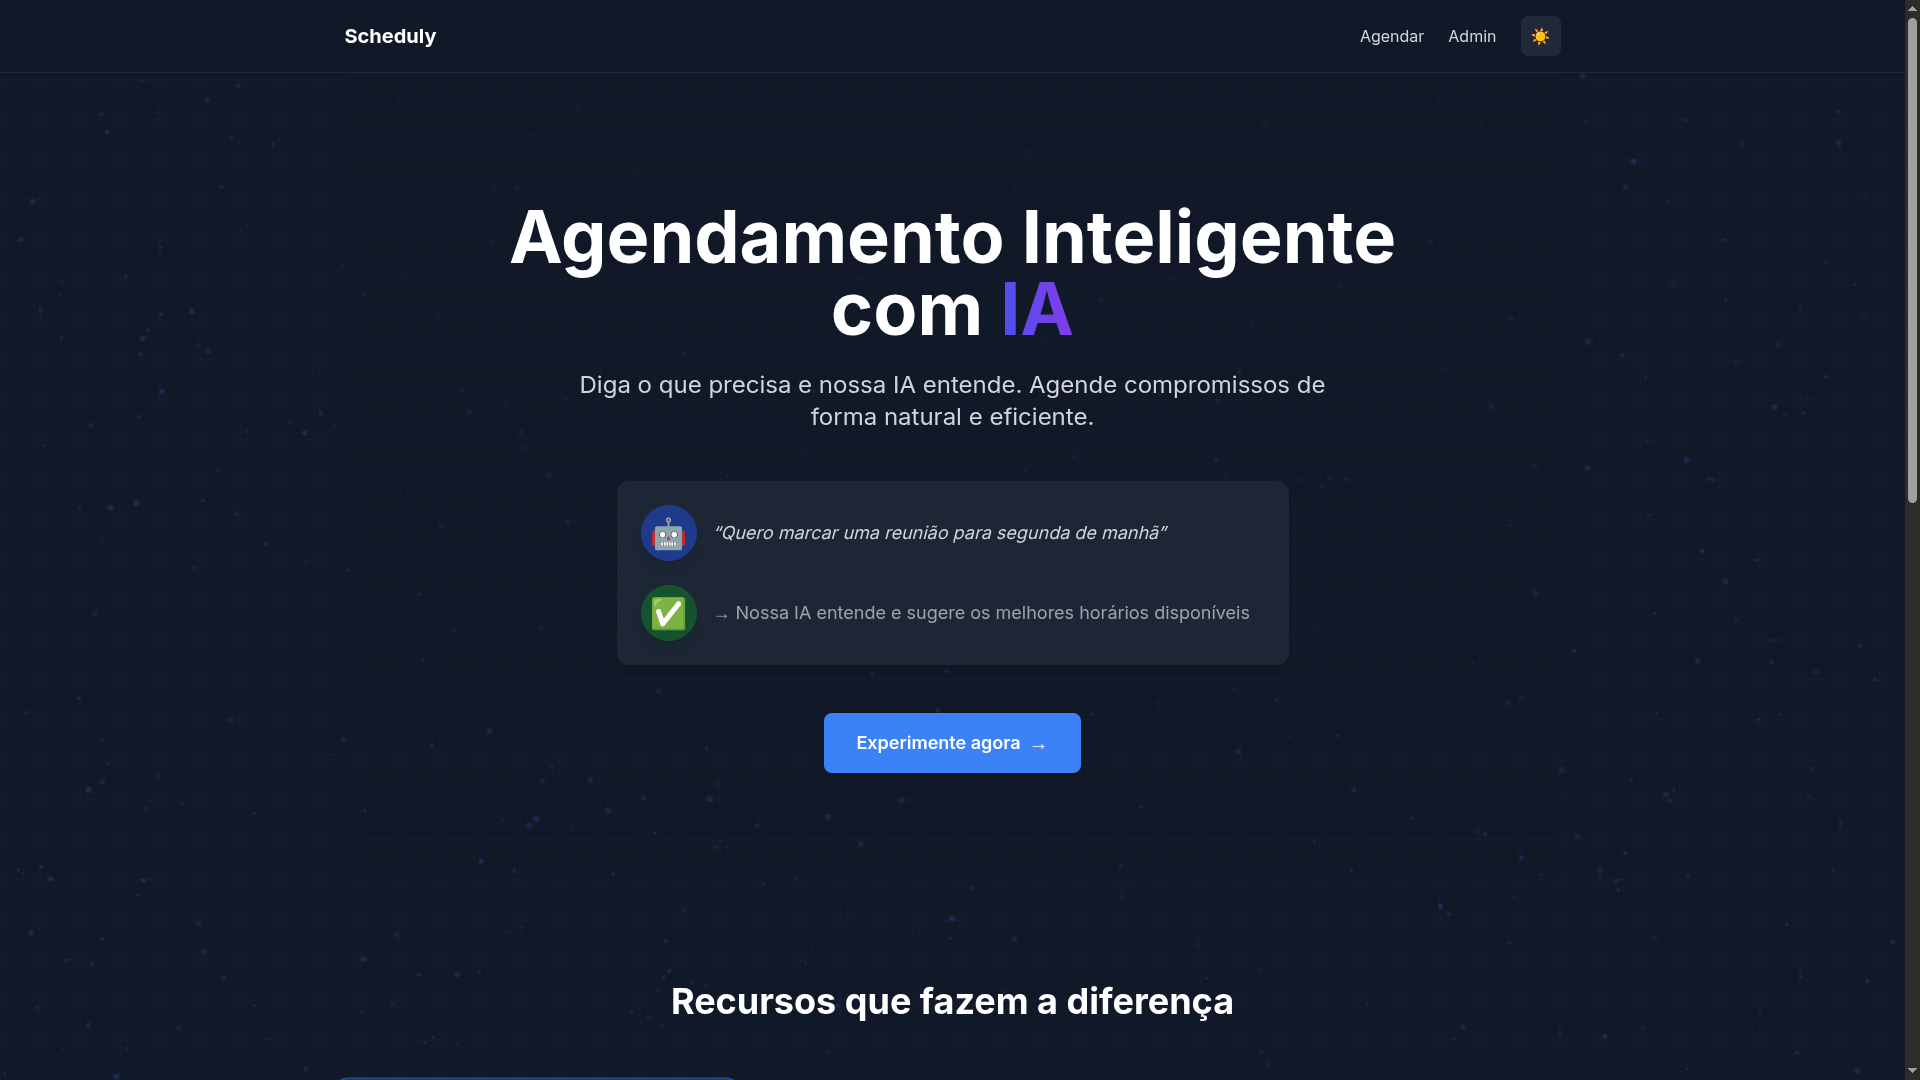 Scheduly
Agendar
Admin
Agendamento Inteligente
com IA
Diga o que precisa e nossa IA entende. Agende compromissos de
forma natural e eficiente.
“Quero marcar uma reunião para segunda de manhã”
→ Nossa IA entende e sugere os melhores horários disponíveis
Experimente agora →
Recursos que fazem a diferença